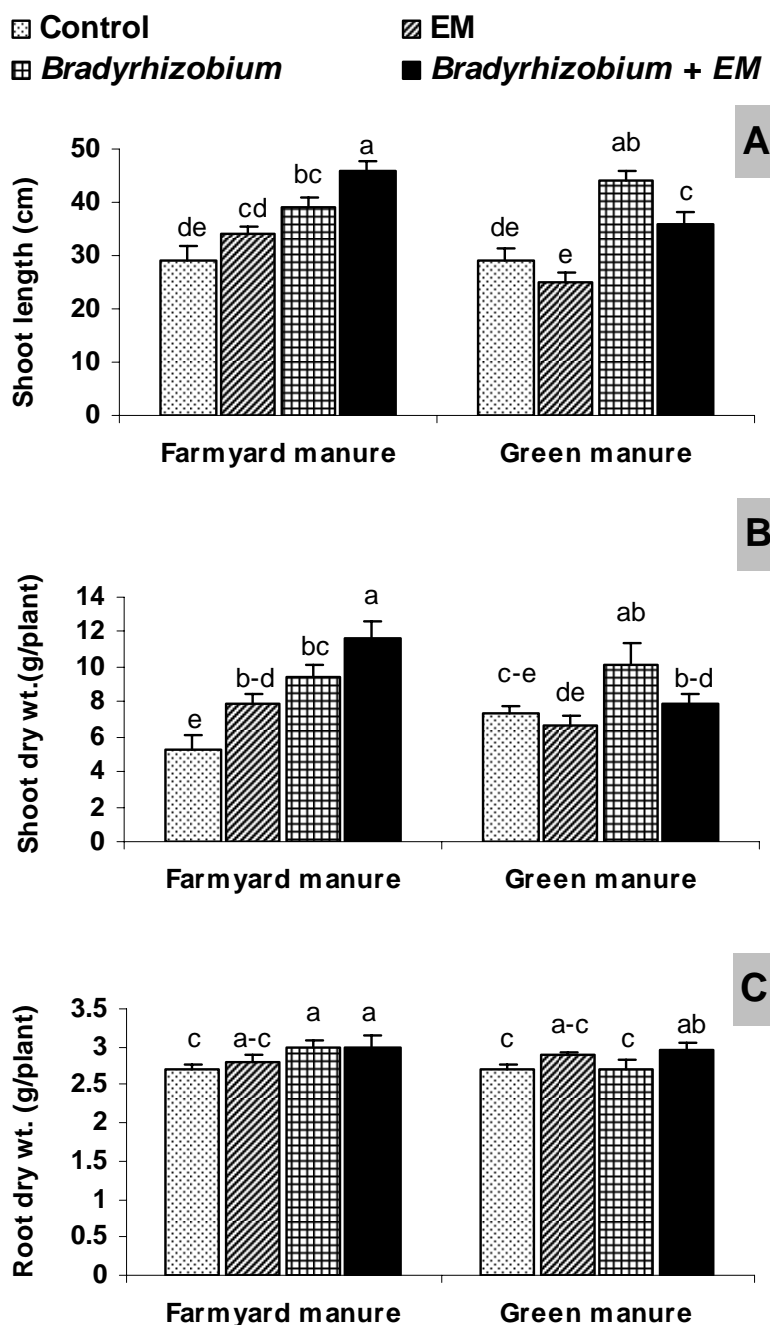 Control EM
Bradyrhizobium Bradyrhizobium + EM
A
Shoot length (cm)
50
40
30
20
10
0
de cd bc a de e ab c
Farmyard manure Green manure
B
Shoot dry wt.(g/plant)
14
12
10
8
6
4
2
0
e b-d bc a c-e de ab b-d
Farmyard manure Green manure
C
Root dry wt. (g/plant)
3.5
3
2.5
2
1.5
1
0.5
0
c a-c a a c a-c c ab
Farmyard manure Green manure